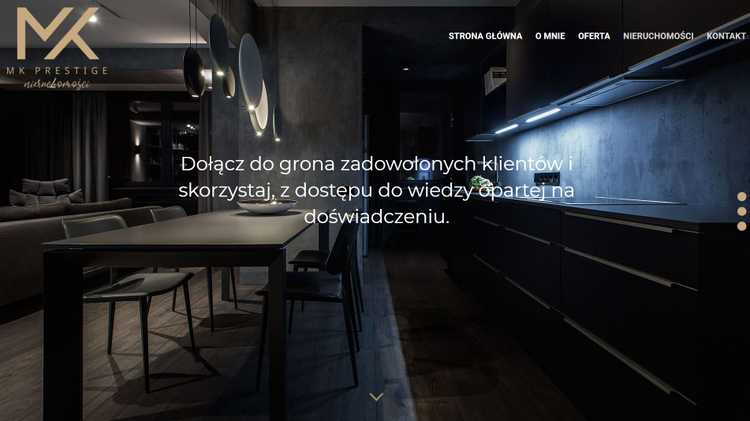 MK PRESTIGE
nieruchomości
STRONA GŁÓWNA O MNIE OFERTA NIERUCHOMOŚCI KONTAKT
Dołącz do grona zadowolonych klientów i
skorzystaj, z dostępu do wiedzy opartej na
doświadczeniu.